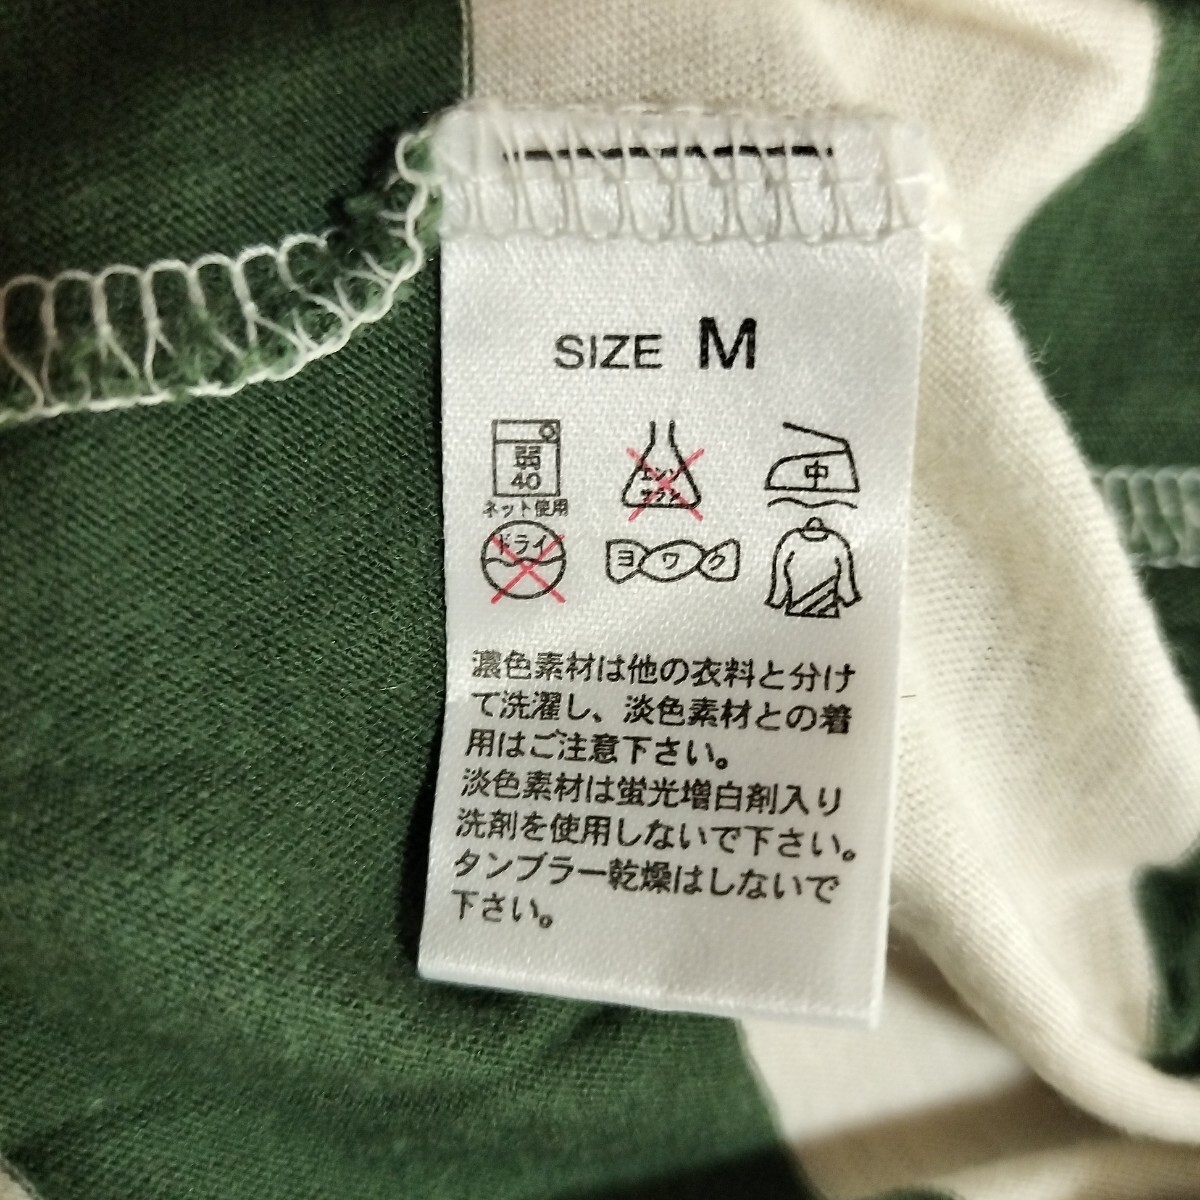 SIZE M
弱
40
ネット使用
エンソ
サラシ
中
ドライ
ヨワク
濃色素材は他の衣料と分け
て洗濯し、淡色素材との着
用はご注意下さい。
淡色素材は蛍光増白剤入り
洗剤を使用しないで下さい。
タンブラー乾燥はしないで
下さい。